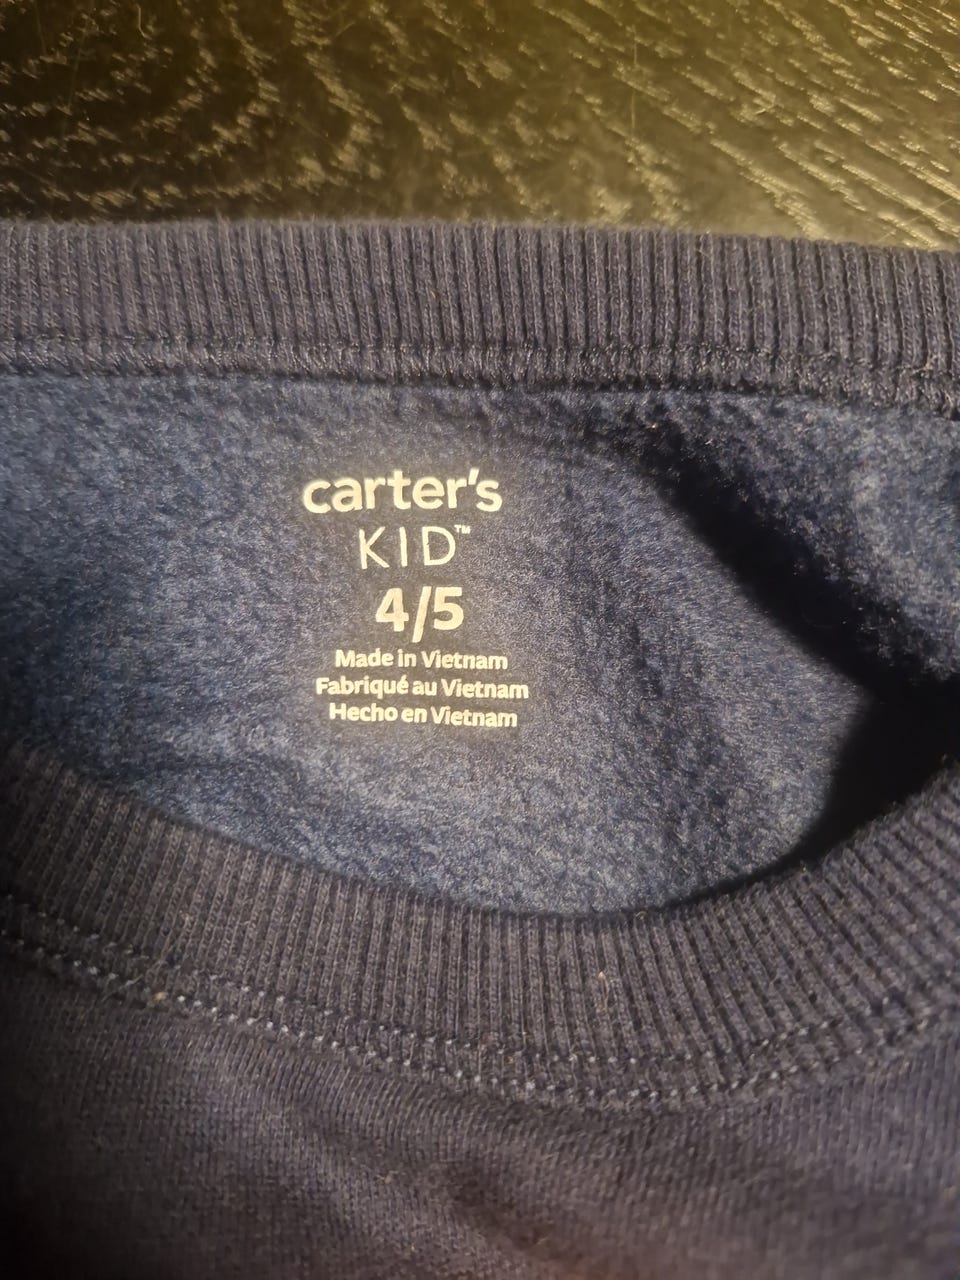 carter's
KID™
4/5
Made in Vietnam
Fabriqué au Vietnam
Hecho en Vietnam